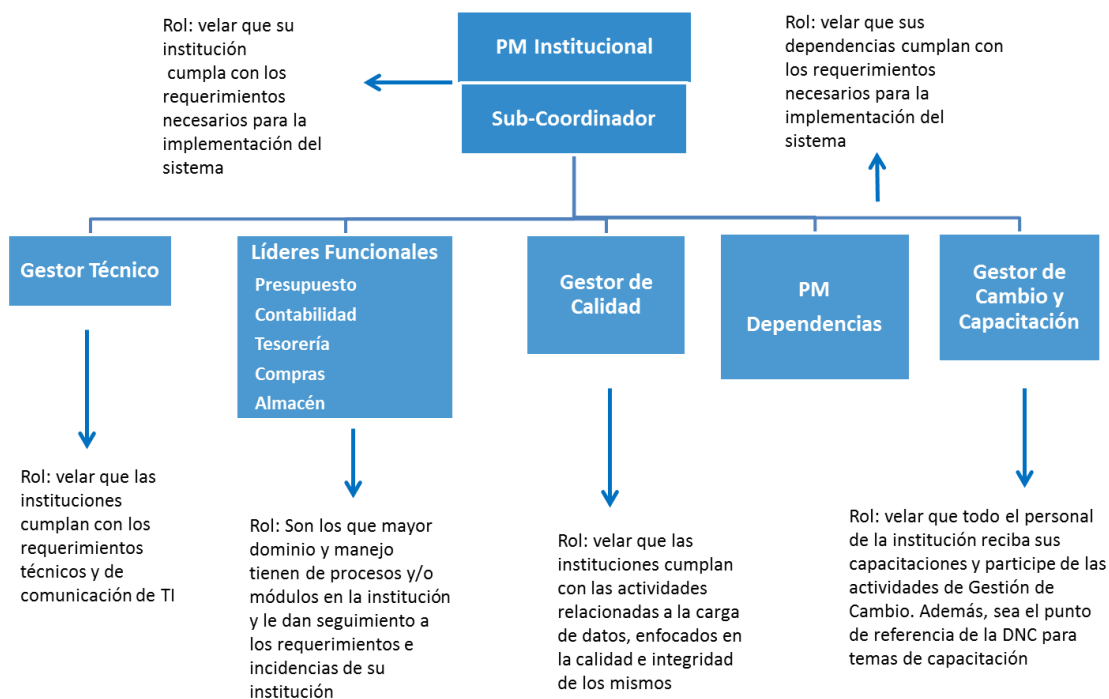 Rol: velar que su
institución
cumpla con los
requerimientos
necesarios para la
implementación del
sistema
PM Institucional
Sub-Coordinador
Rol: velar que sus
dependencias cumplan con
los requerimientos
necesarios para la
implementación del
sistema
Gestor Técnico
Líderes Funcionales
Presupuesto
Contabilidad
Tesorería
Compras
Almacén
Gestor de
Calidad
PM
Dependencias
Gestor de
Cambio y
Capacitación
Rol: velar que las
instituciones
cumplan con los
requerimientos
técnicos y de
comunicación de TI
Rol: Son los que mayor
dominio y manejo
tienen de procesos y/o
módulos en la institución
y le dan seguimiento a
los requerimientos e
incidencias de su
institución
Rol: velar que las
instituciones cumplan
con las actividades
relacionadas a la carga
de datos, enfocados en
la calidad e integridad
de los mismos
Rol: velar que todo el personal
de la institución reciba sus
capacitaciones y participe de las
actividades de Gestión de
Cambio. Además, sea el punto
de referencia de la DNC para
temas de capacitación